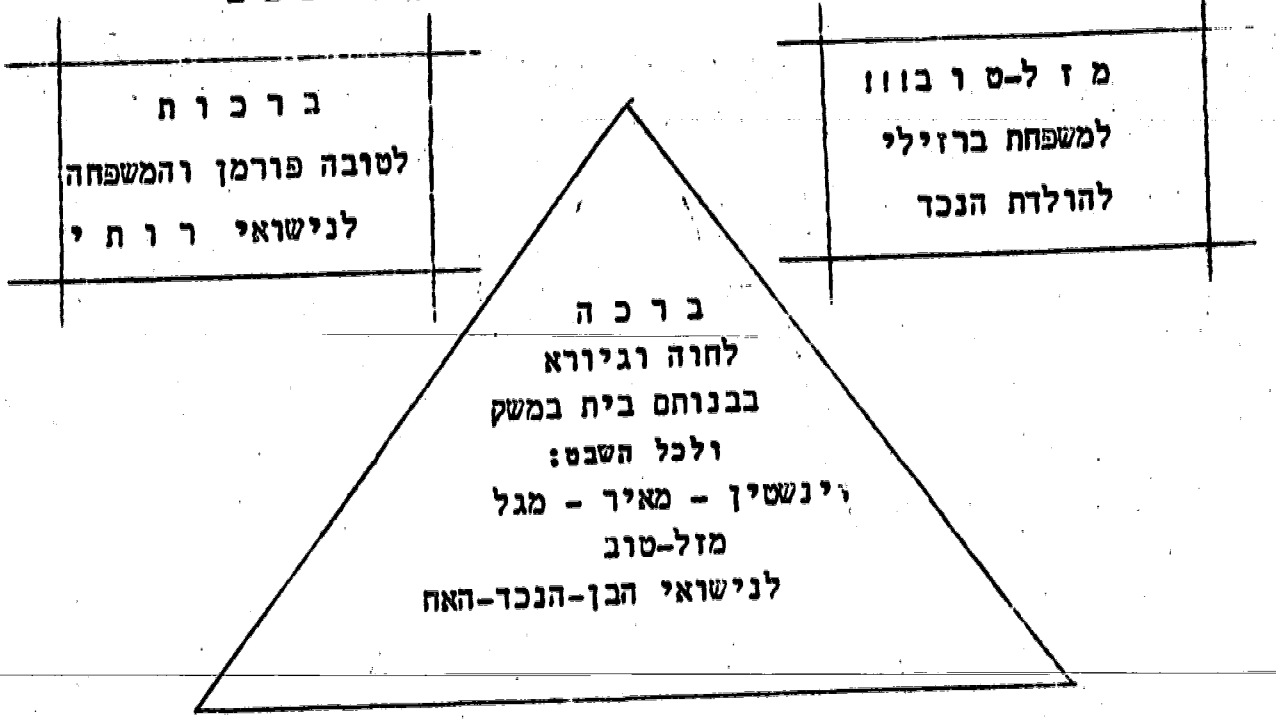 מ ז ל-ט ו ב!!!
למשפחת ברזילי
להולדת הנכד
ב ר כ ו ת
לטובה פורמן והמשפחה
לנישואי ר ו ת י
ב ר כ ה
לחוה וגיורא
בבנותם בית במשק
ולכל השבט:
- מאיר - מגל
מזל-טוב
לנישואי הבן-הנכד-האח